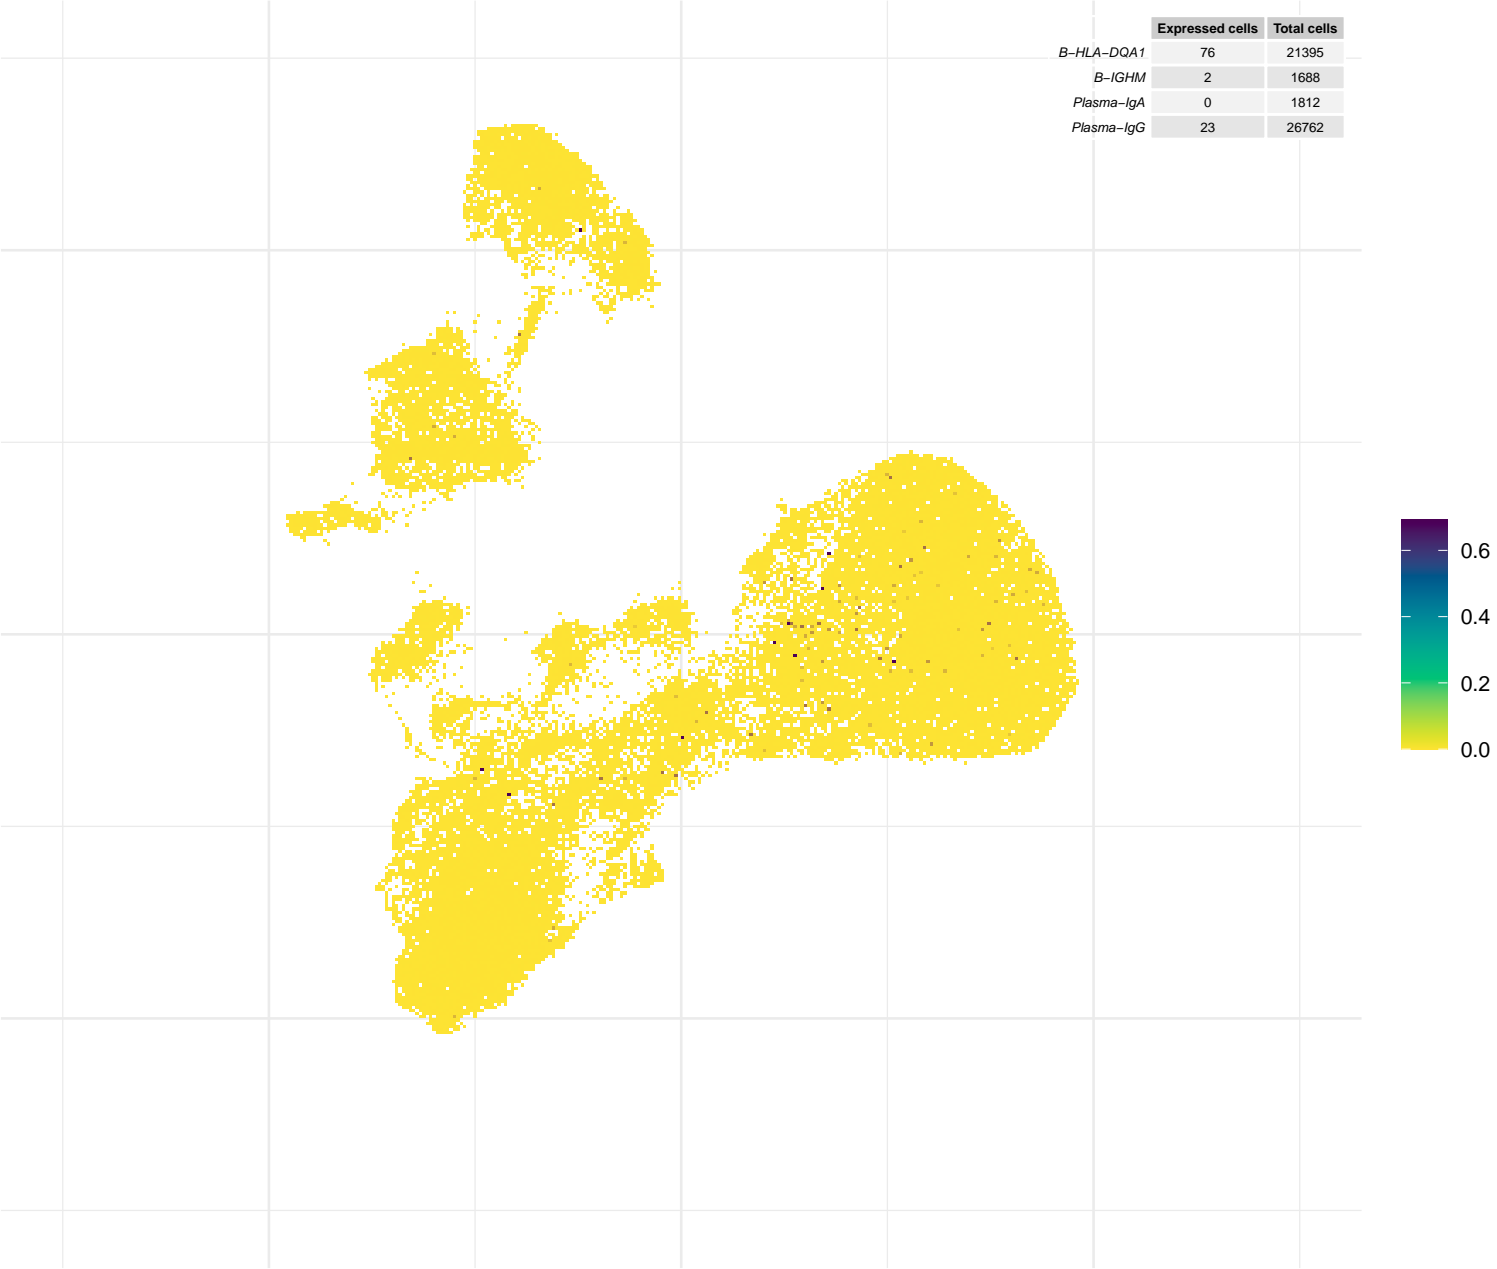 Expressed cells Total cells
B−HLA−DQA1 76 21395
B−IGHM 2 1688
Plasma−IgA 0 1812
Plasma−IgG 23 26762
0.6
0.4
0.2
0.0